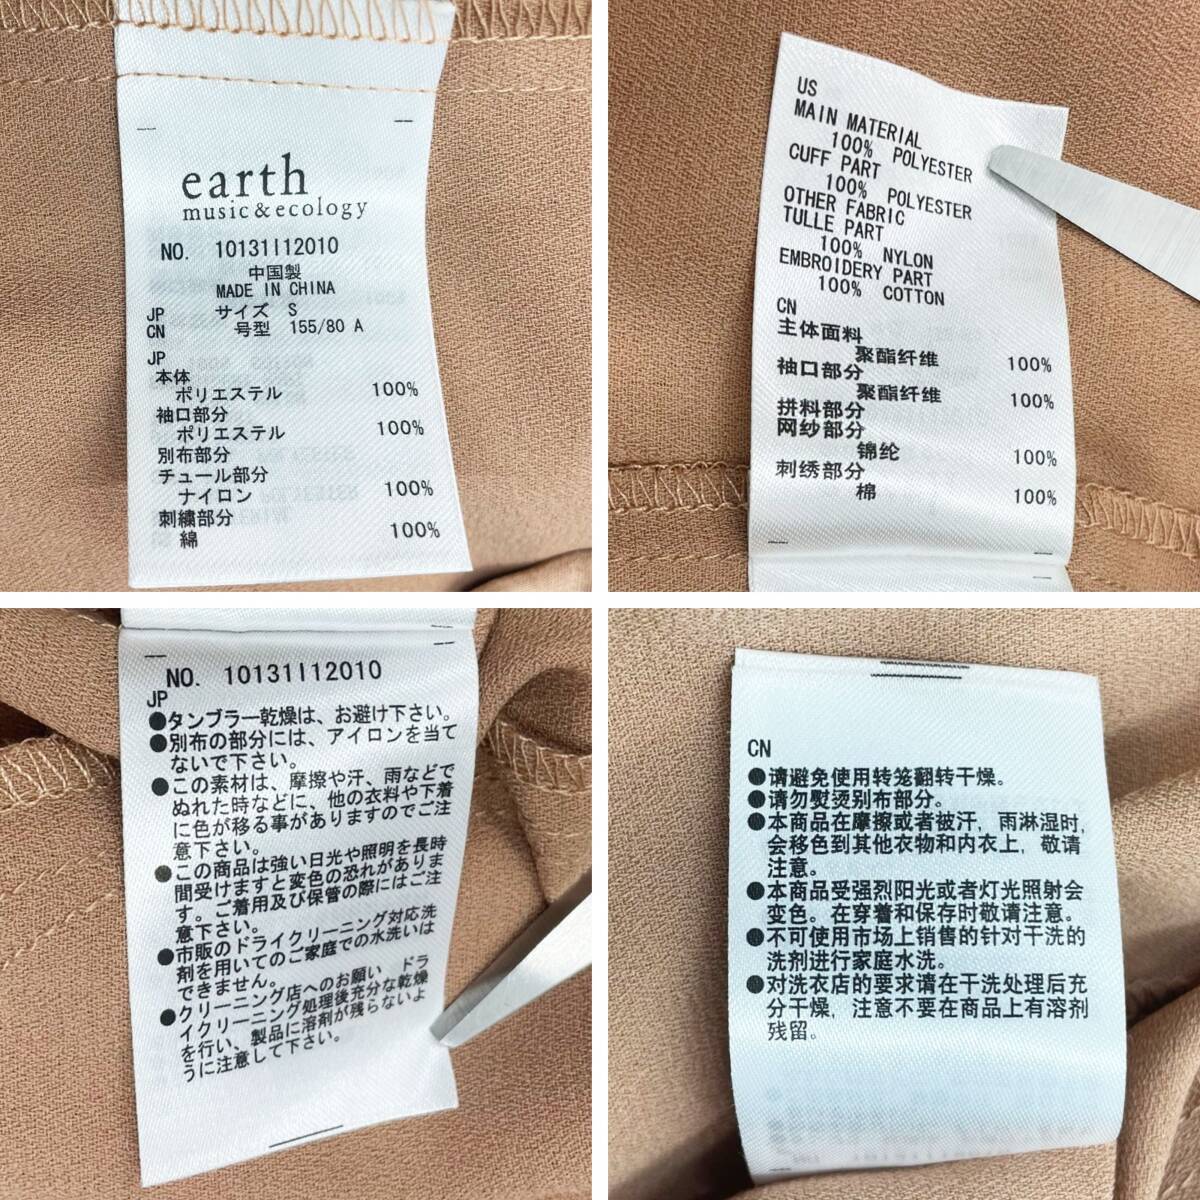 earth
music&ecology
NO. 10131I12010
中国製
MADE IN CHINA
JP サイズ S
CN 号型 155/80 A
JP
本体
ポリエステル 100%
袖口部分
ポリエステル 100%
別布部分
チュール部分
ナイロン 100%
刺繍部分
綿 100%
US
MAIN MATERIAL
100% POLYESTER
CUFF PART
100% POLYESTER
OTHER FABRIC
TULLE PART
100% NYLON
EMBROIDERY PART
100% COTTON
CN
主体面料
聚酯纤维 100%
袖口部分
聚酯纤维 100%
拼料部分
网纱部分
锦纶 100%
刺绣部分
棉 100%
NO. 10131I12010
JP
●タンブラー乾燥は、お避け下さい。
●別布の部分には、アイロンを当て
ないで下さい。
●この素材は、摩擦や汗、雨などで
ぬれた時などに、他の衣料や下着
に色が移る事がありますのでご注
意下さい。
●この商品は強い日光や照明を長時
間受けますと変色の恐れがありま
す。ご着用及び保管の際にはご注
意下さい。
●市販のドライクリーニング対応洗
剤を用いてのご家庭での水洗いは
できません。
●クリーニング店へのお願い ドラ
イクリーニング処理後充分な乾燥
を行い、製品に溶剤が残らないよ
うに注意して下さい。
CN
●请避免使用转笼翻转干燥。
●请勿熨烫别布部分。
●本商品在摩擦或者被汗，雨淋湿时，
会移色到其他衣物和内衣上，敬请
注意。
●本商品受强烈阳光或者灯光照射会
变色。在穿着和保存时敬请注意。
●不可使用市场上销售的针对干洗的
洗剂进行家庭水洗。
●对洗衣店的要求请在干洗处理后充
分干燥，注意不要在商品上有溶剂
残留。